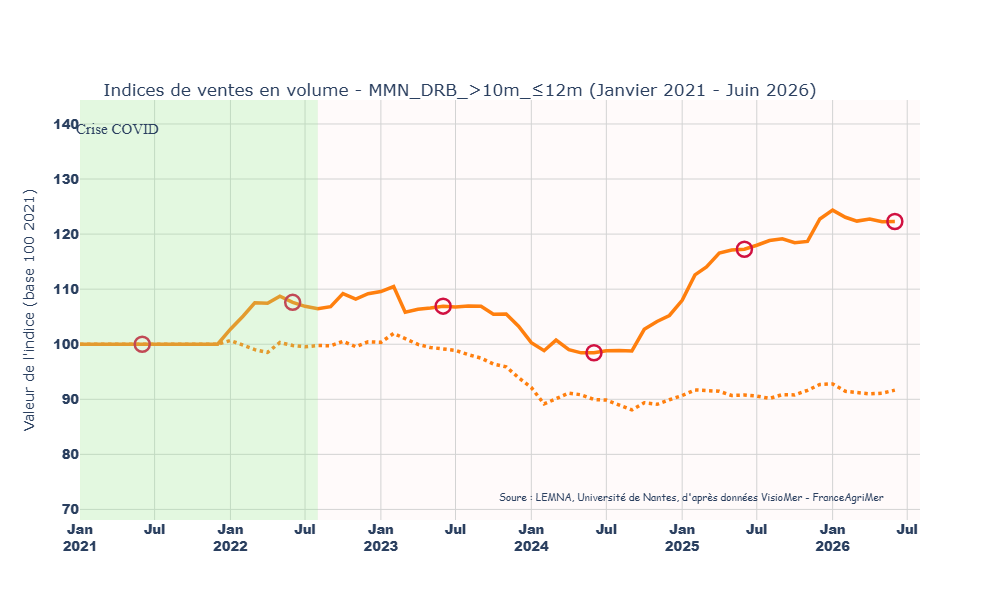 Indices de ventes en volume - MMN_DRB_>10m_≤12m (Janvier 2021 - Juin 2026)
Crise COVID
Valeur de l'indice (base 100 2021)
140
130
120
110
100
90
80
70
Soure : LEMNA, Université de Nantes, d'après données VisioMer - FranceAgriMer
Jan Jul Jan Jul Jan Jul Jan Jul Jan Jul Jan Jul
2021 2022 2023 2024 2025 2026